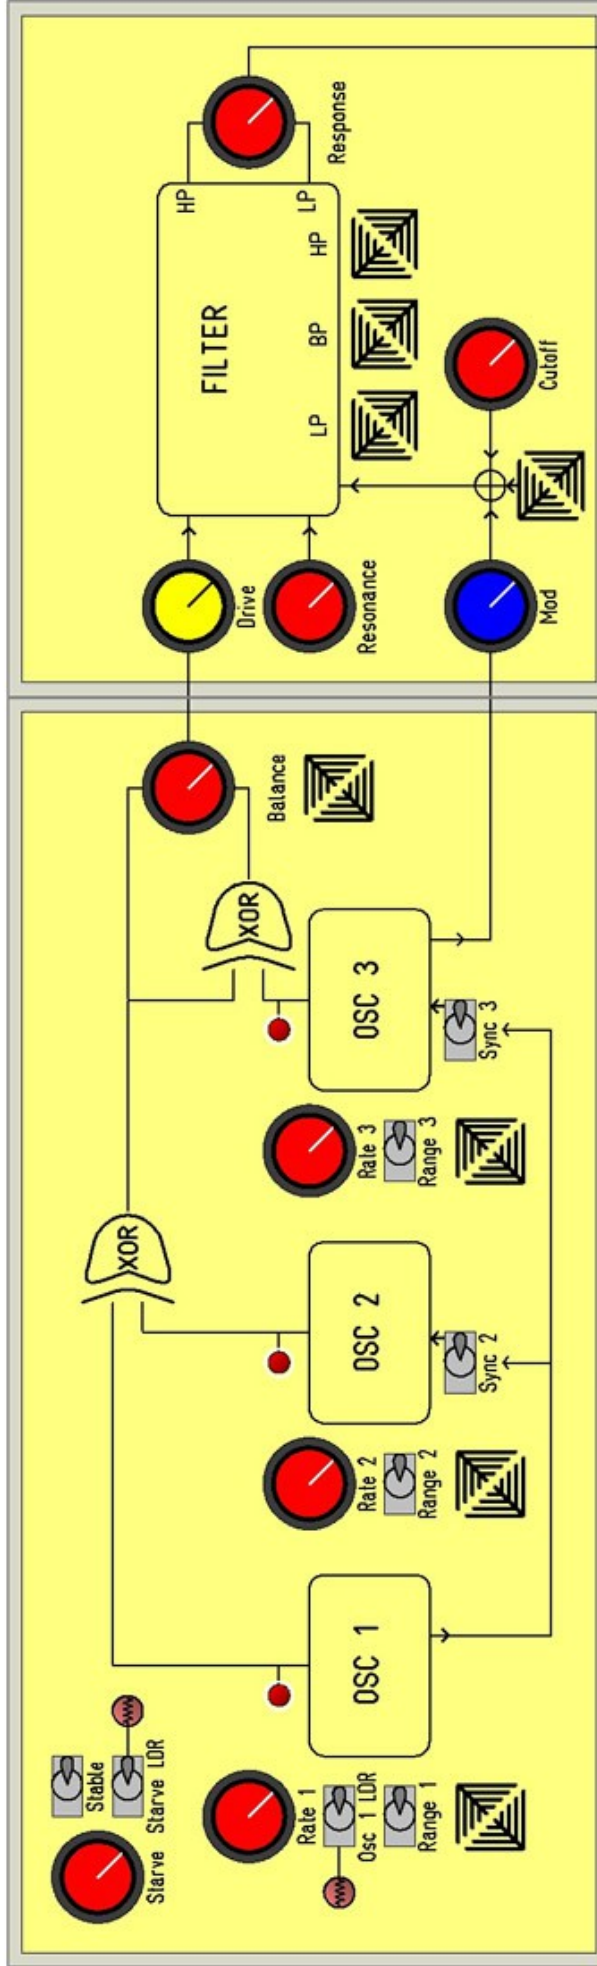 Stable
Starve
Starve LDR
Rate 1
Osc 1 LDR
Range 1
OSC 1
XOR
Rate 2
Range 2
OSC 2
Sync 2
XOR
Rate 3
Range 3
OSC 3
Sync 3
Balance
Drive
Resonance
Mod
FILTER
HP
LP
LP BP HP
Response
Cutoff